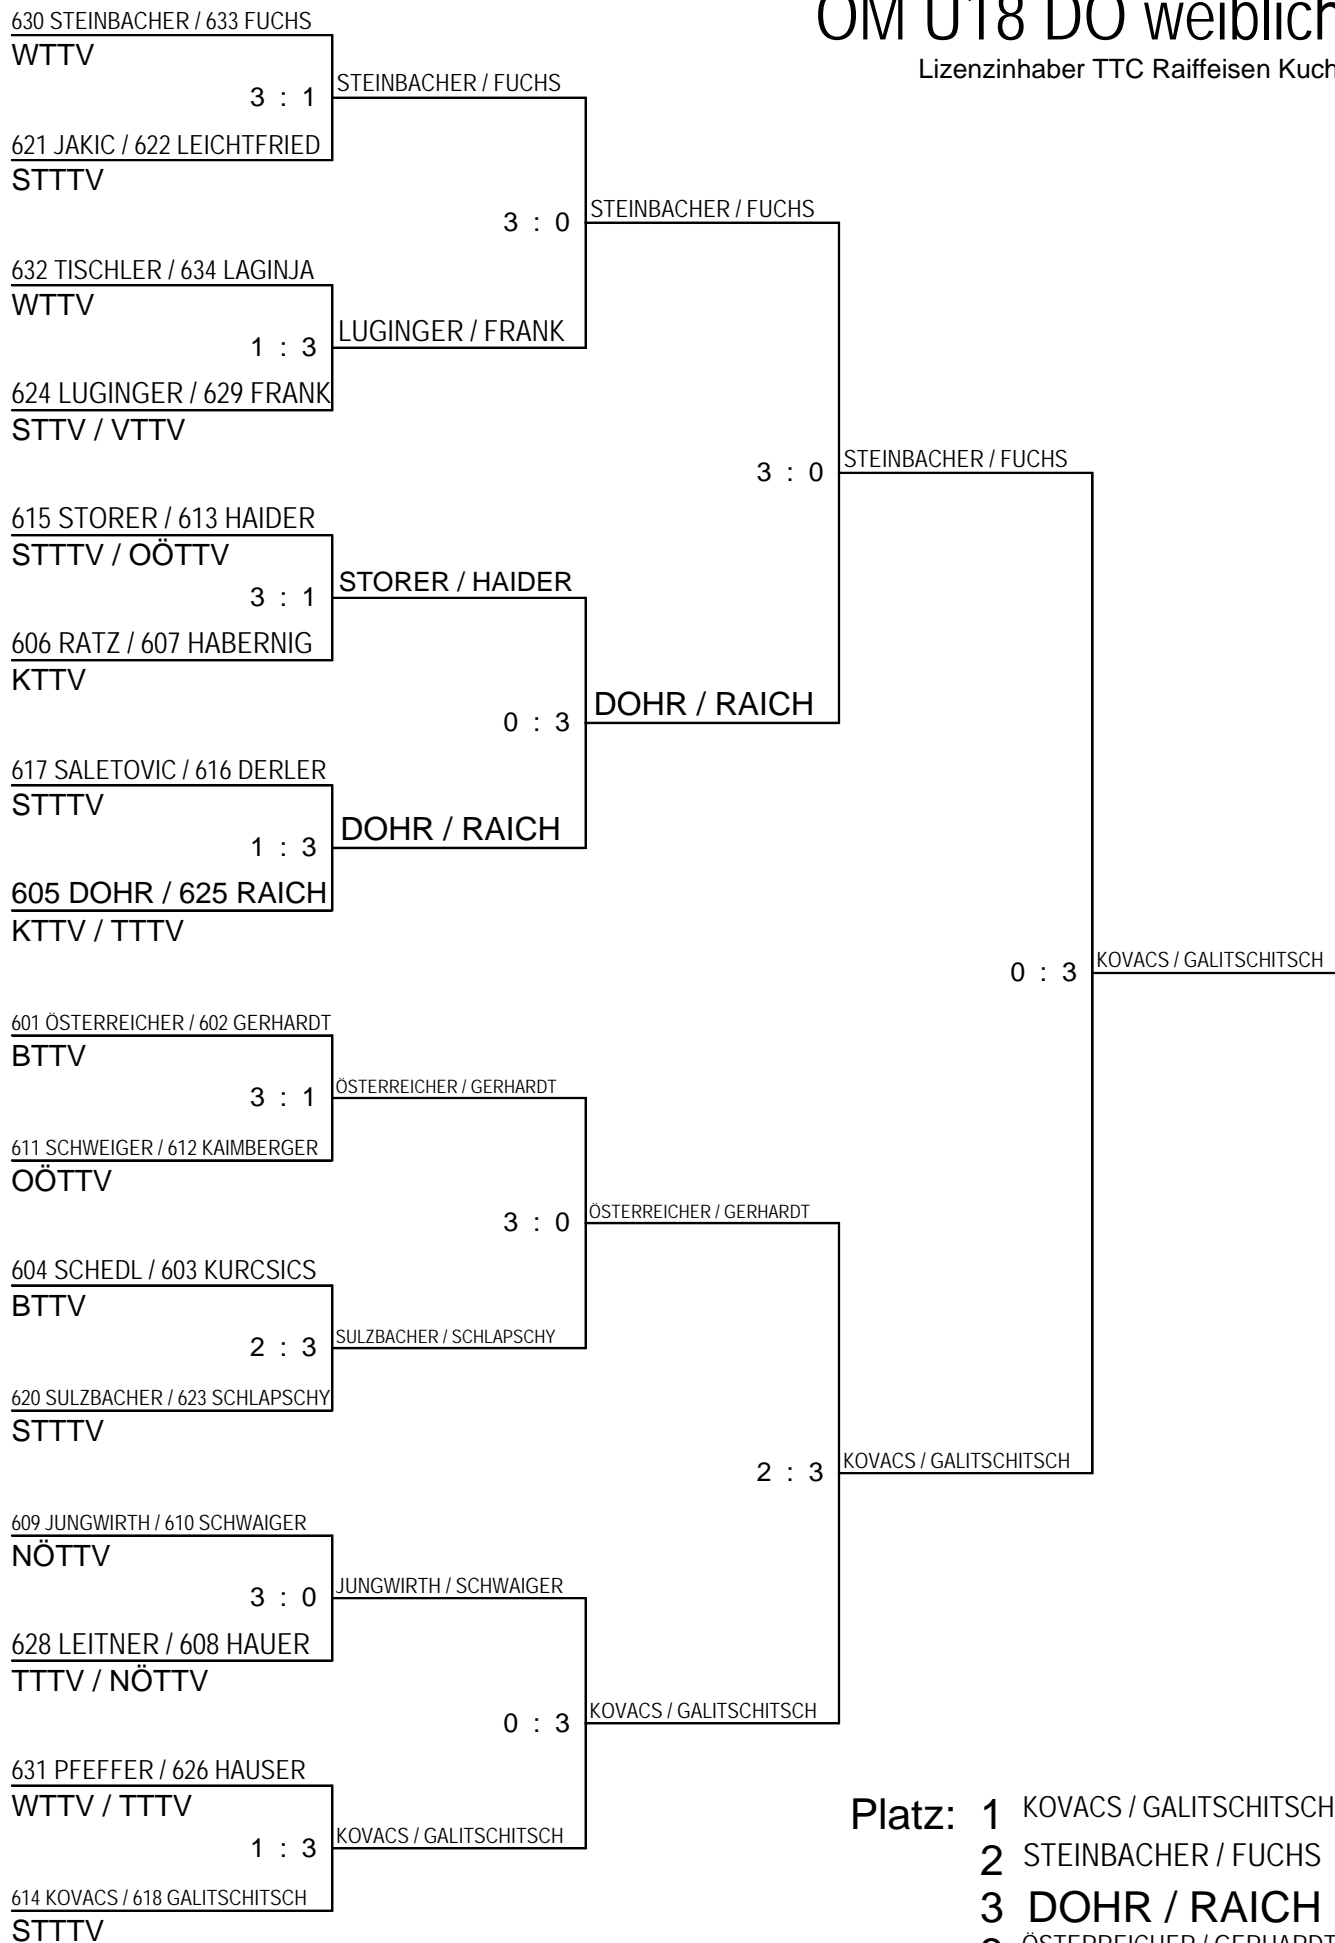 ÖM U18 DO weiblich
Lizenzinhaber TTC Raiffeisen Kuch
630 STEINBACHER / 633 FUCHS
WTTV
3 : 1
STEINBACHER / FUCHS
621 JAKIC / 622 LEICHTFRIED
STTTV
3 : 0
STEINBACHER / FUCHS
632 TISCHLER / 634 LAGINJA
WTTV
1 : 3
LUGINGER / FRANK
624 LUGINGER / 629 FRANK
STTV / VTTV
3 : 0
STEINBACHER / FUCHS
615 STORER / 613 HAIDER
STTTV / OÖTTV
3 : 1
STORER / HAIDER
606 RATZ / 607 HABERNIG
KTTV
0 : 3
DOHR / RAICH
617 SALETOVIC / 616 DERLER
STTTV
1 : 3
DOHR / RAICH
605 DOHR / 625 RAICH
KTTV / TTTV
0 : 3
KOVACS / GALITSCHITSCH
601 ÖSTERREICHER / 602 GERHARDT
BTTV
3 : 1
ÖSTERREICHER / GERHARDT
611 SCHWEIGER / 612 KAIMBERGER
OÖTTV
3 : 0
ÖSTERREICHER / GERHARDT
604 SCHEDL / 603 KURCSICS
BTTV
2 : 3
SULZBACHER / SCHLAPSCHY
620 SULZBACHER / 623 SCHLAPSCHY
STTTV
2 : 3
KOVACS / GALITSCHITSCH
609 JUNGWIRTH / 610 SCHWAIGER
NÖTTV
3 : 0
JUNGWIRTH / SCHWAIGER
628 LEITNER / 608 HAUER
TTTV / NÖTTV
0 : 3
KOVACS / GALITSCHITSCH
631 PFEFFER / 626 HAUSER
WTTV / TTTV
1 : 3
KOVACS / GALITSCHITSCH
614 KOVACS / 618 GALITSCHITSCH
STTTV
Platz: 1 KOVACS / GALITSCHITSCH
2 STEINBACHER / FUCHS
3 DOHR / RAICH
3 ÖSTERREICHER / GERHARDT